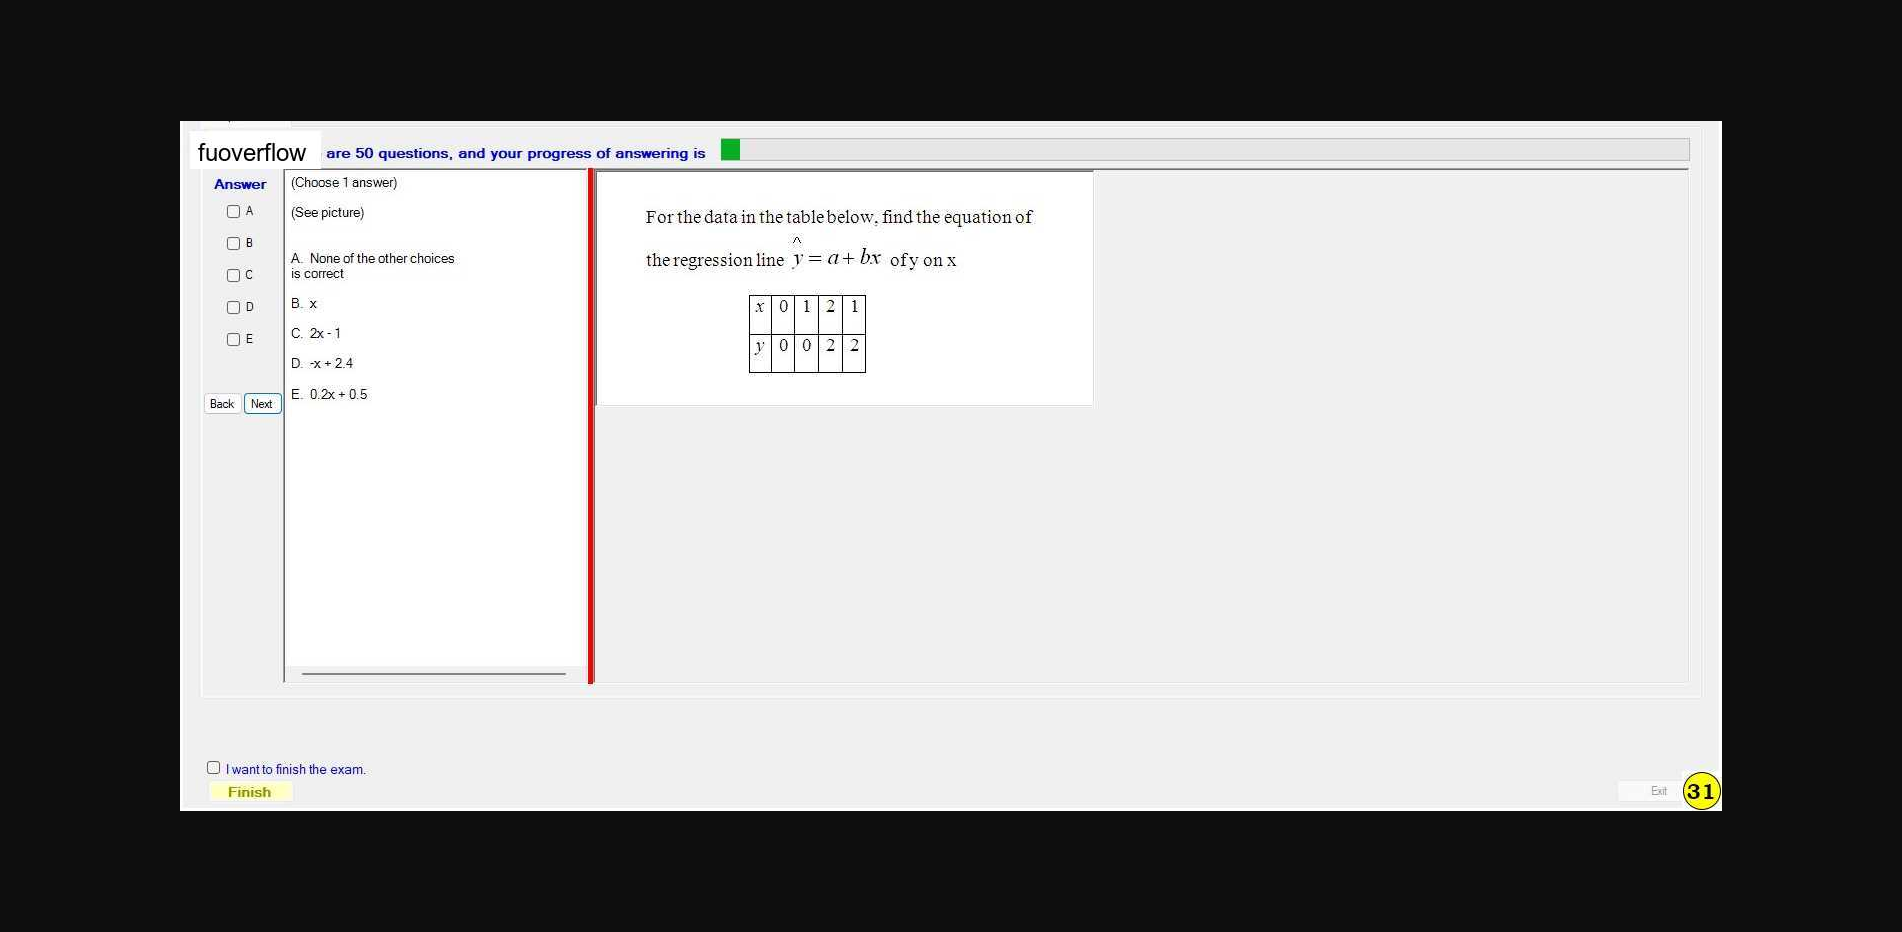 fuoverflow are 50 questions, and your progress of answering is
Answer
A
B
C
D
E
Back Next
(Choose 1 answer)
(See picture)
A. None of the other choices
is correct
B. x
C. 2x - 1
D. -x + 2.4
E. 0.2x + 0.5
For the data in the table below, find the equation of
the regression line ŷ = a + bx of y on x
x 0 1 2 1
y 0 0 2 2
I want to finish the exam.
Finish
Exit 31